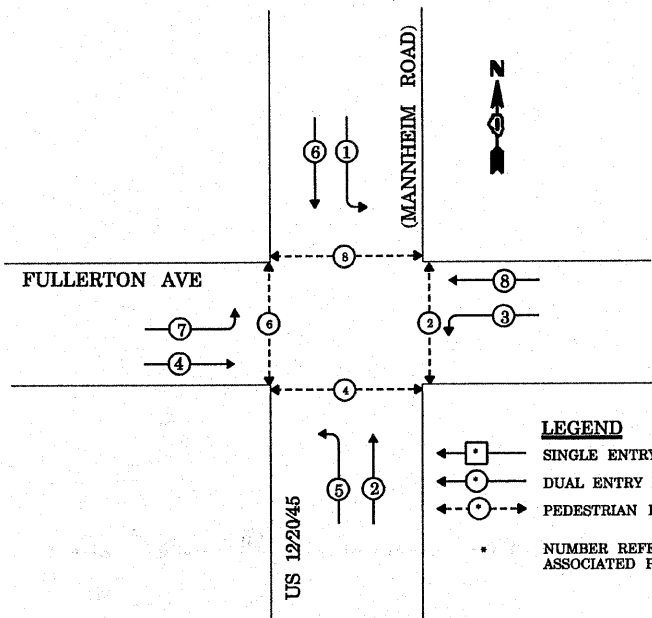 (MANNHEIM ROAD)
N
6
1
8
FULLERTON AVE
8
7
6
2
3
4
4
5
2
US 12/20/45
LEGEND
* SINGLE ENTRY
* DUAL ENTRY
* PEDESTRIAN
* NUMBER REFE
ASSOCIATED P